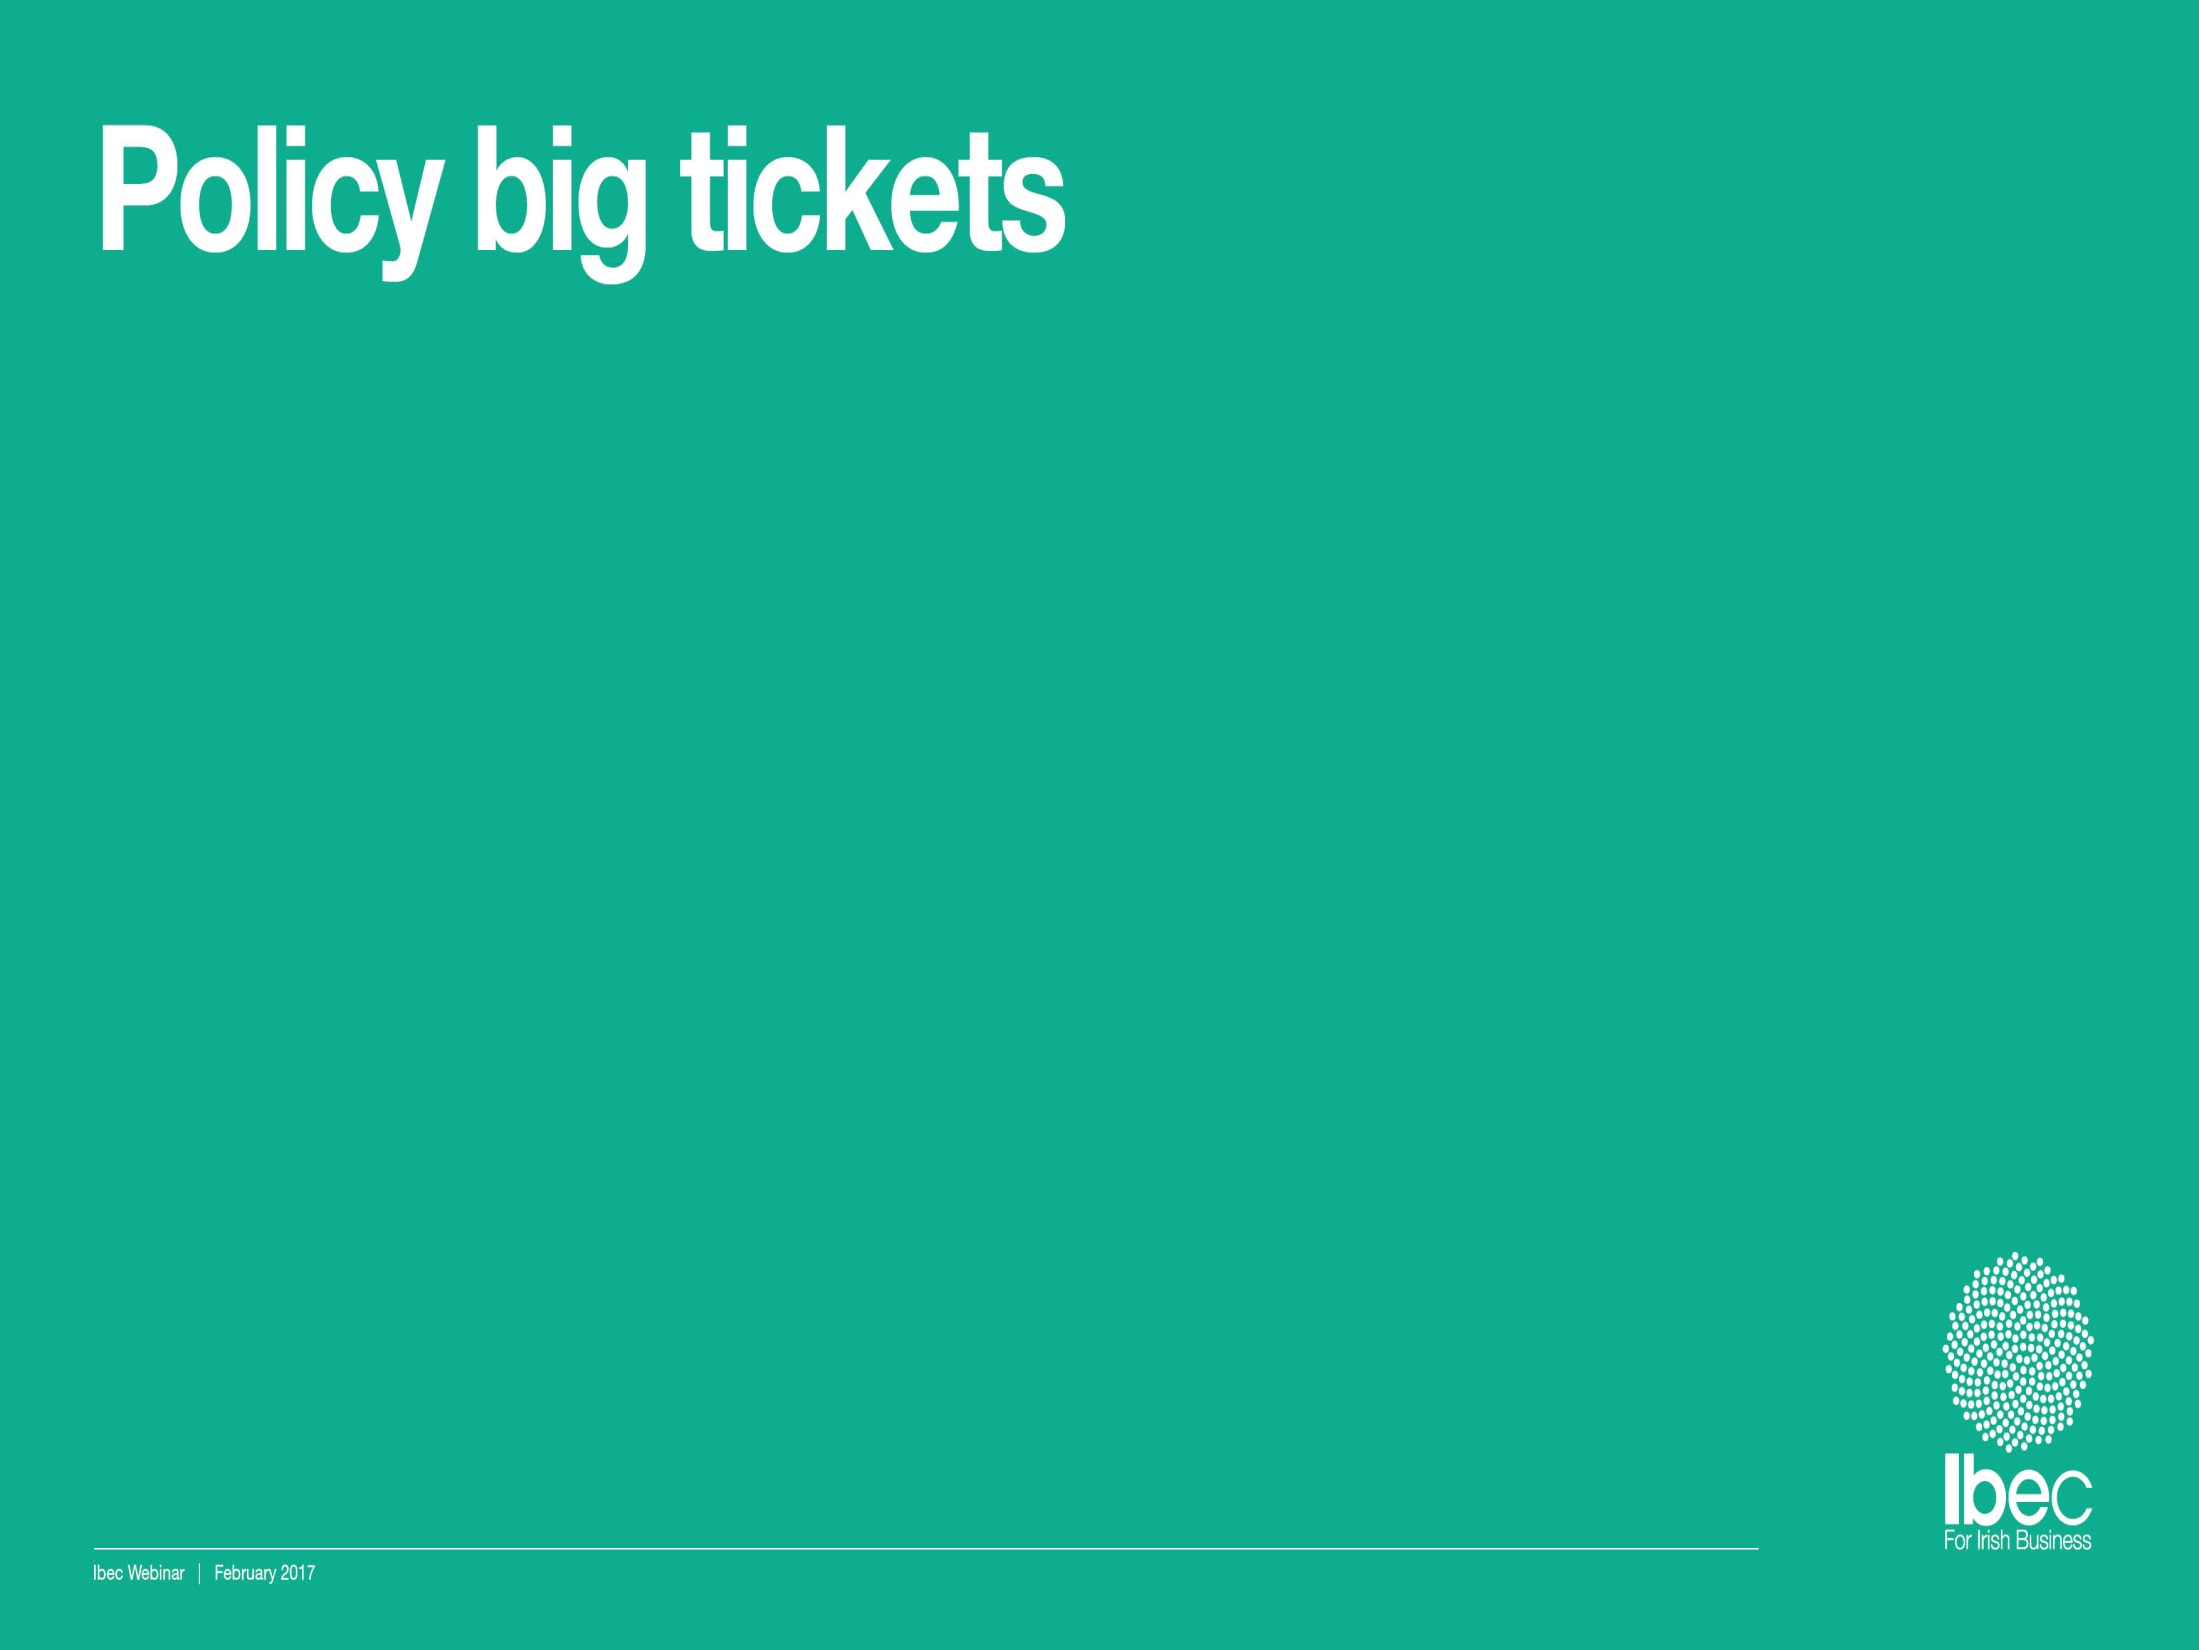 Policy big tickets
Ibec
For Irish Business
Ibec Webinar | February 2017